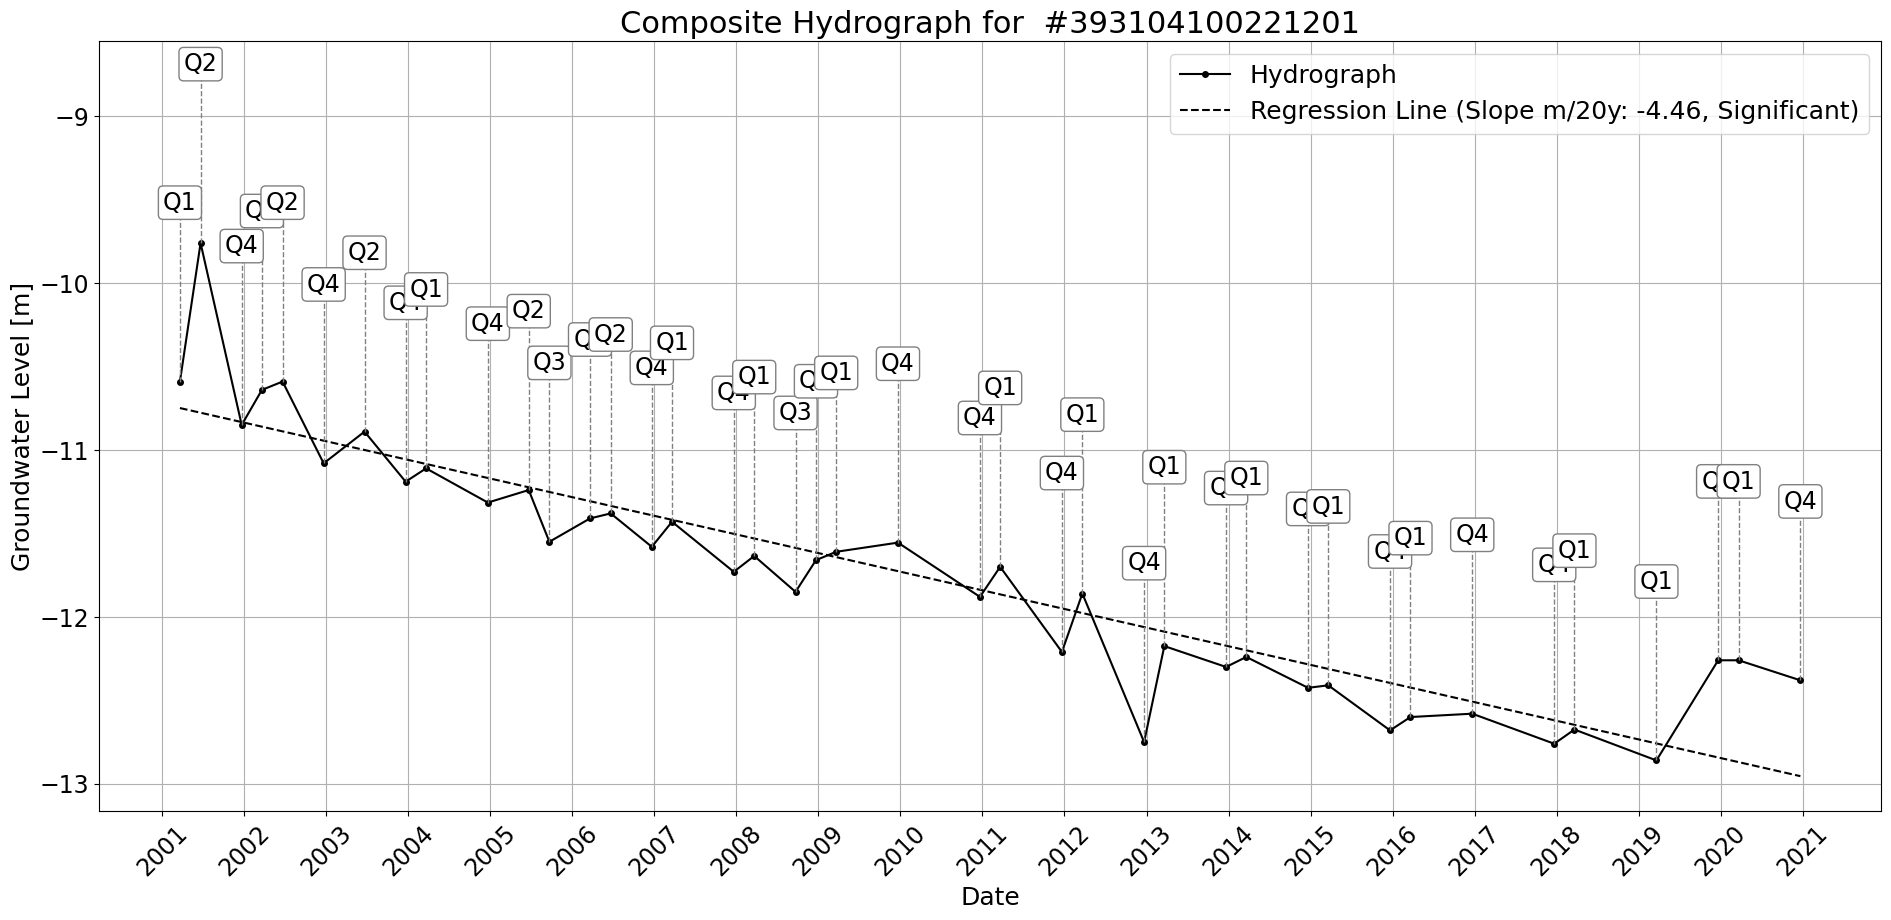 Composite Hydrograph for  #393104100221201
Hydrograph
Regression Line (Slope m/20y: -4.46, Significant)
Groundwater Level [m]
−9
−10
−11
−12
−13
Q1
Q2
Q4
Q2
Q4
Q2
Q1
Q4
Q2
Q3
Q2
Q4
Q1
Q4
Q1
Q3
Q1
Q4
Q4
Q1
Q4
Q1
Q4
Q1
Q1
Q1
Q1
Q4
Q1
Q1
Q1
Q4
2001
2002
2003
2004
2005
2006
2007
2008
2009
2010
2011
2012
2013
2014
2015
2016
2017
2018
2019
2020
2021
Date